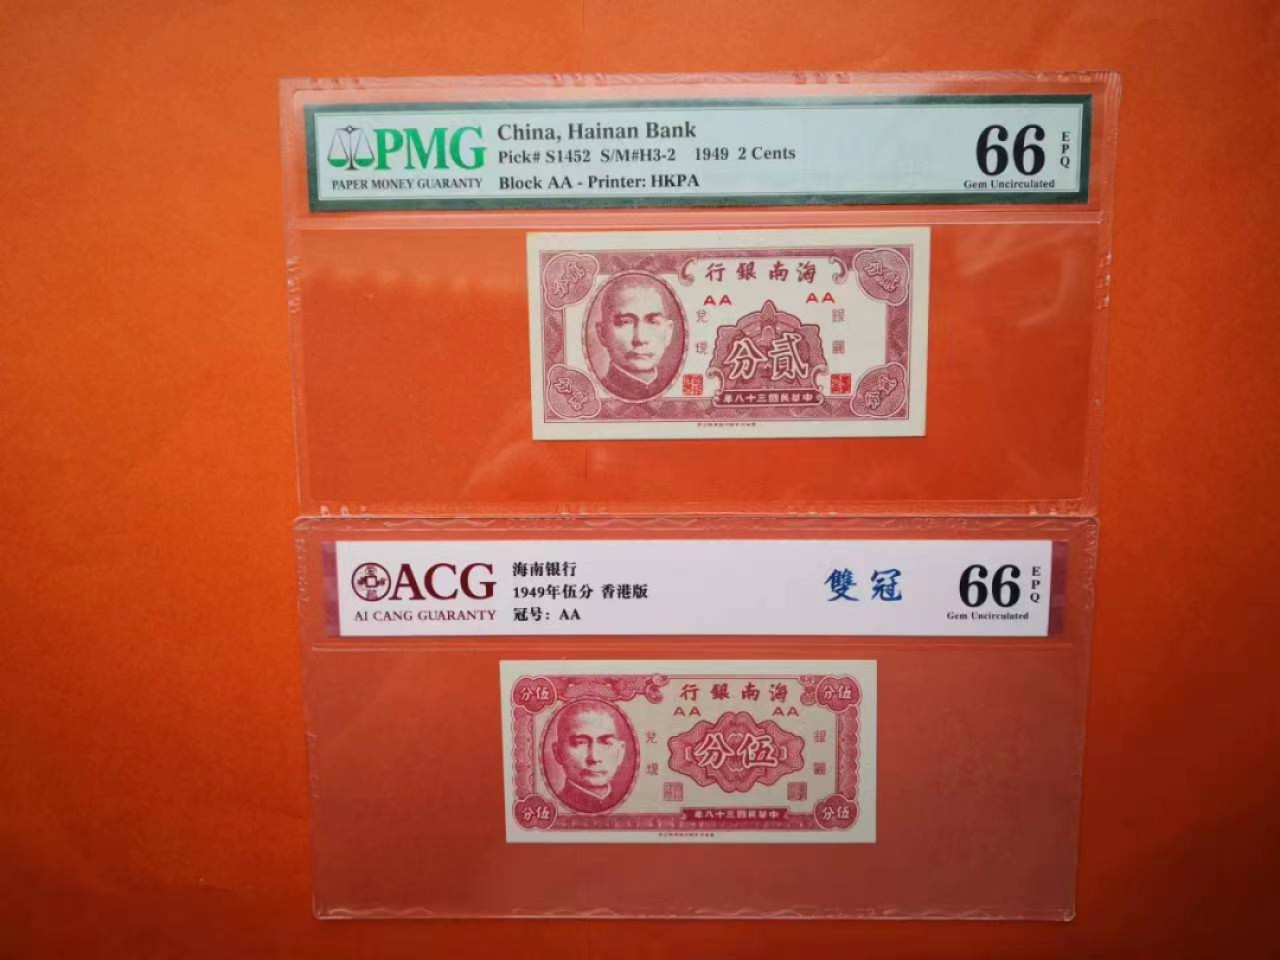 PMG
PAPER MONEY GUARANTY
China, Hainan Bank
Pick# S1452 S/M#H3-2 1949 2 Cents
Block AA - Printer: HKPA
66 EPQ
Gem Uncirculated
行銀南海
AA AA
兌現
銀圓
分貳
年八十三國民華中
ACG
AI CANG GUARANTY
海南银行
1949年伍分 香港版
冠号：AA
雙冠
66 EPQ
Gem Uncirculated
分伍
分伍
行銀南海
AA AA
兌現
銀圓
分伍
分伍
分伍
年八十三國民華中